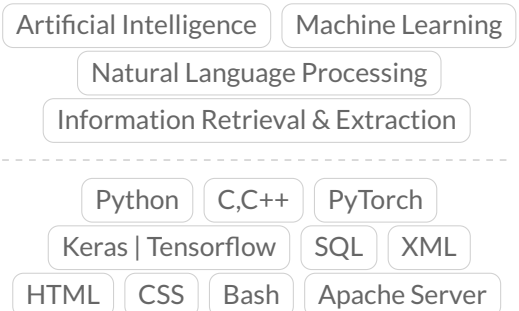 Artificial Intelligence Machine Learning
Natural Language Processing
Information Retrieval & Extraction
Python C,C++ PyTorch
Keras | Tensorflow SQL XML
HTML CSS Bash Apache Server